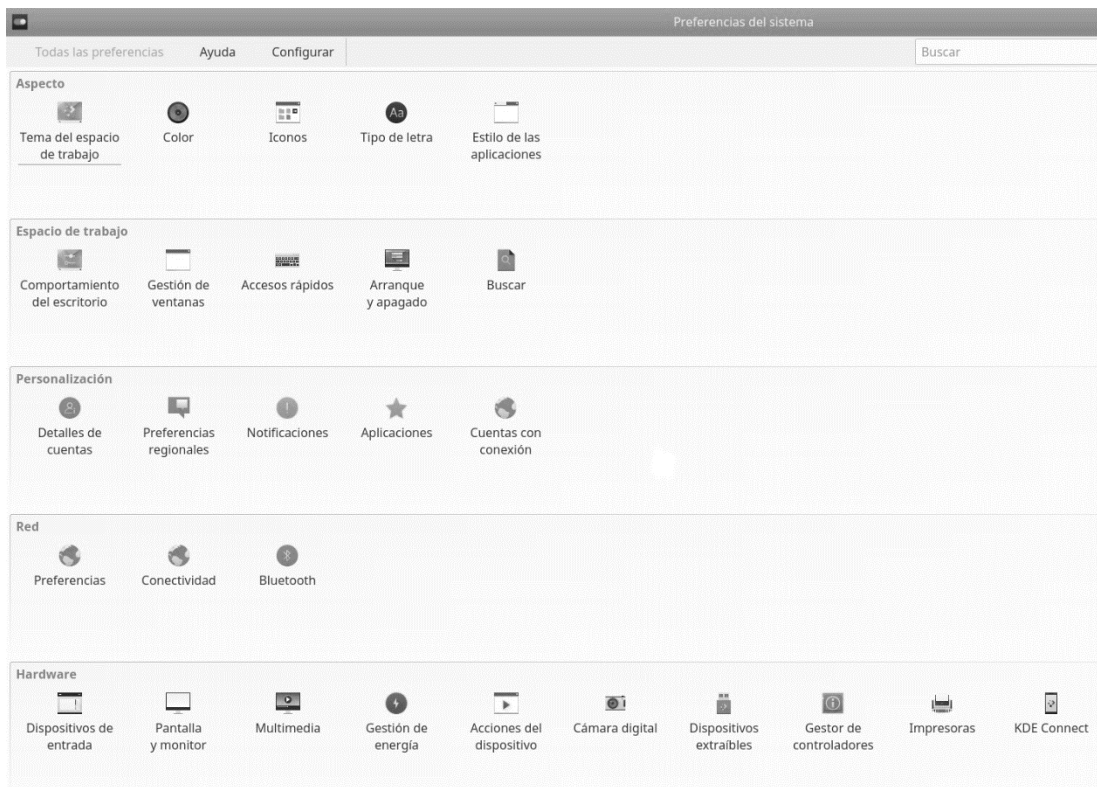 Preferencias del sistema
Todas las preferencias Ayuda Configurar Buscar
Aspecto
Aa
Tema del espacio de trabajo
Color
Iconos
Tipo de letra
Estilo de las aplicaciones
Espacio de trabajo
Comportamiento del escritorio
Gestión de ventanas
Accesos rápidos
Arranque y apagado
Buscar
Personalización
Detalles de cuentas
Preferencias regionales
Notificaciones
Aplicaciones
Cuentas con conexión
Red
Preferencias
Conectividad
Bluetooth
Hardware
Dispositivos de entrada
Pantalla y monitor
Multimedia
Gestión de energía
Acciones del dispositivo
Cámara digital
Dispositivos extraíbles
Gestor de controladores
Impresoras
KDE Connect